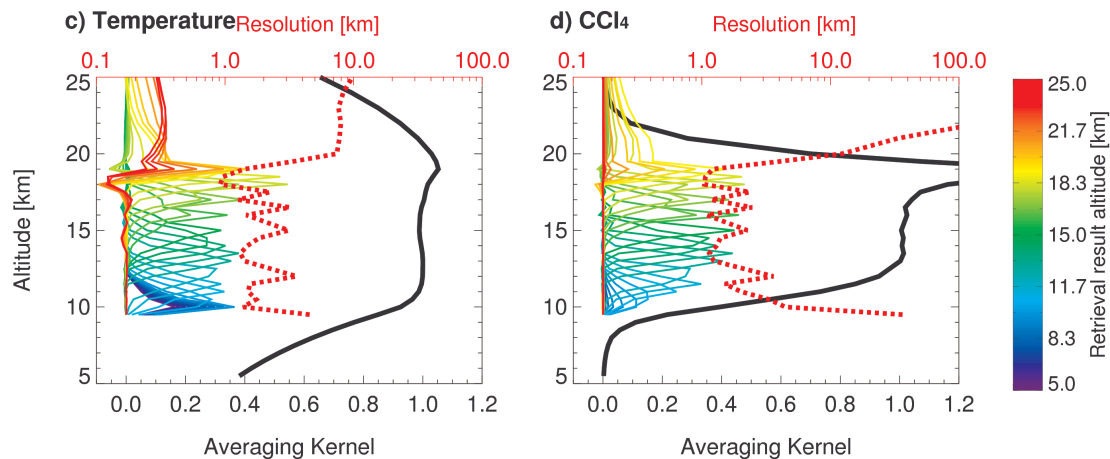 c) Temperature
Resolution [km]
0.1 1.0 10.0
25
20
15
10
5
0.0 0.2 0.4 0.6 0.8 1.0 1.2
Averaging Kernel
Altitude [km]
d) CCl4
Resolution [km]
0.1 1.0 10.0 100.0
25
20
15
10
5
0.0 0.2 0.4 0.6 0.8 1.0 1.2
Averaging Kernel
25.0
21.7
18.3
15.0
11.7
8.3
5.0
Retrieval result altitude [km]